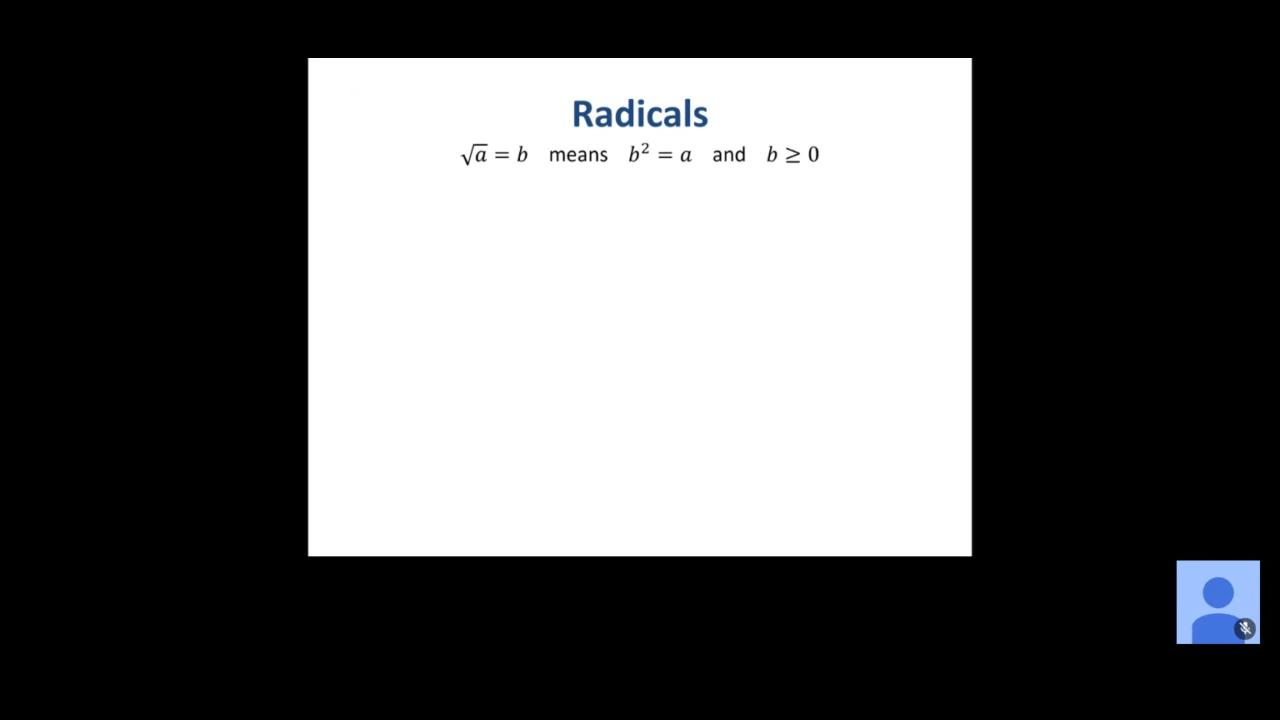 Radicals
√a = b means b² = a and b ≥ 0